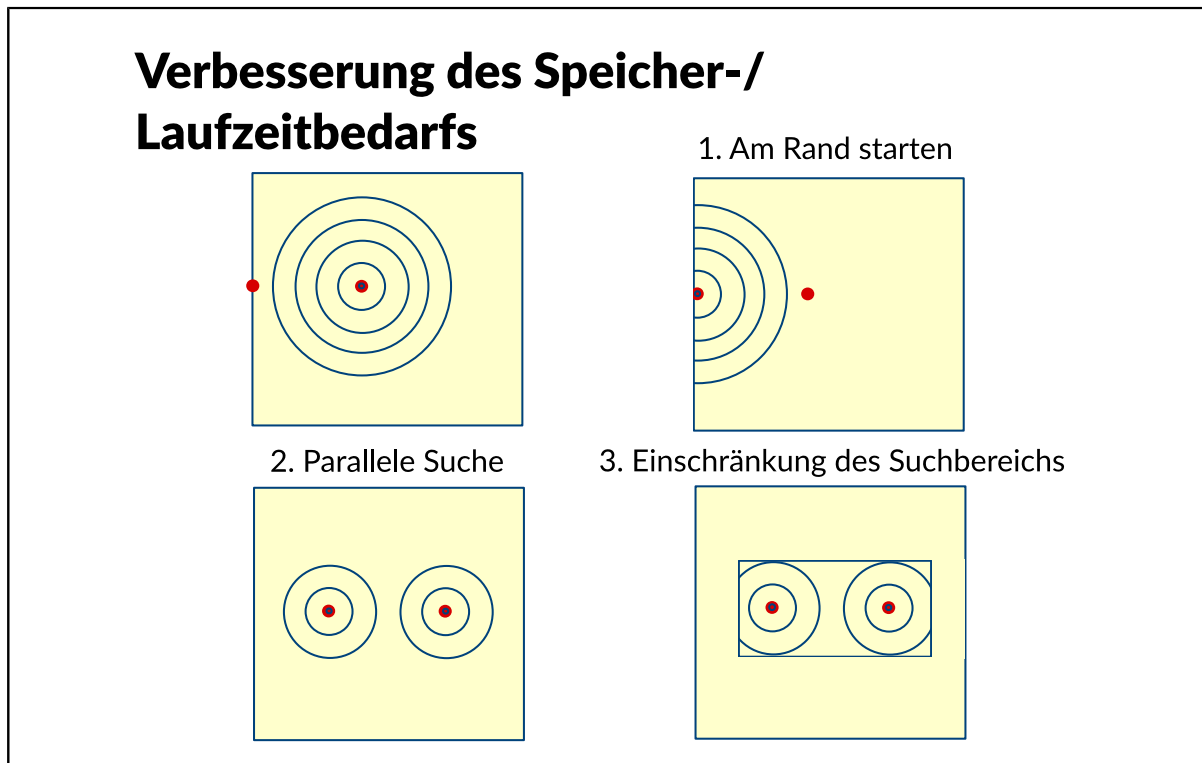 Verbesserung des Speicher-/
Laufzeitbedarfs
1. Am Rand starten
2. Parallele Suche
3. Einschränkung des Suchbereichs